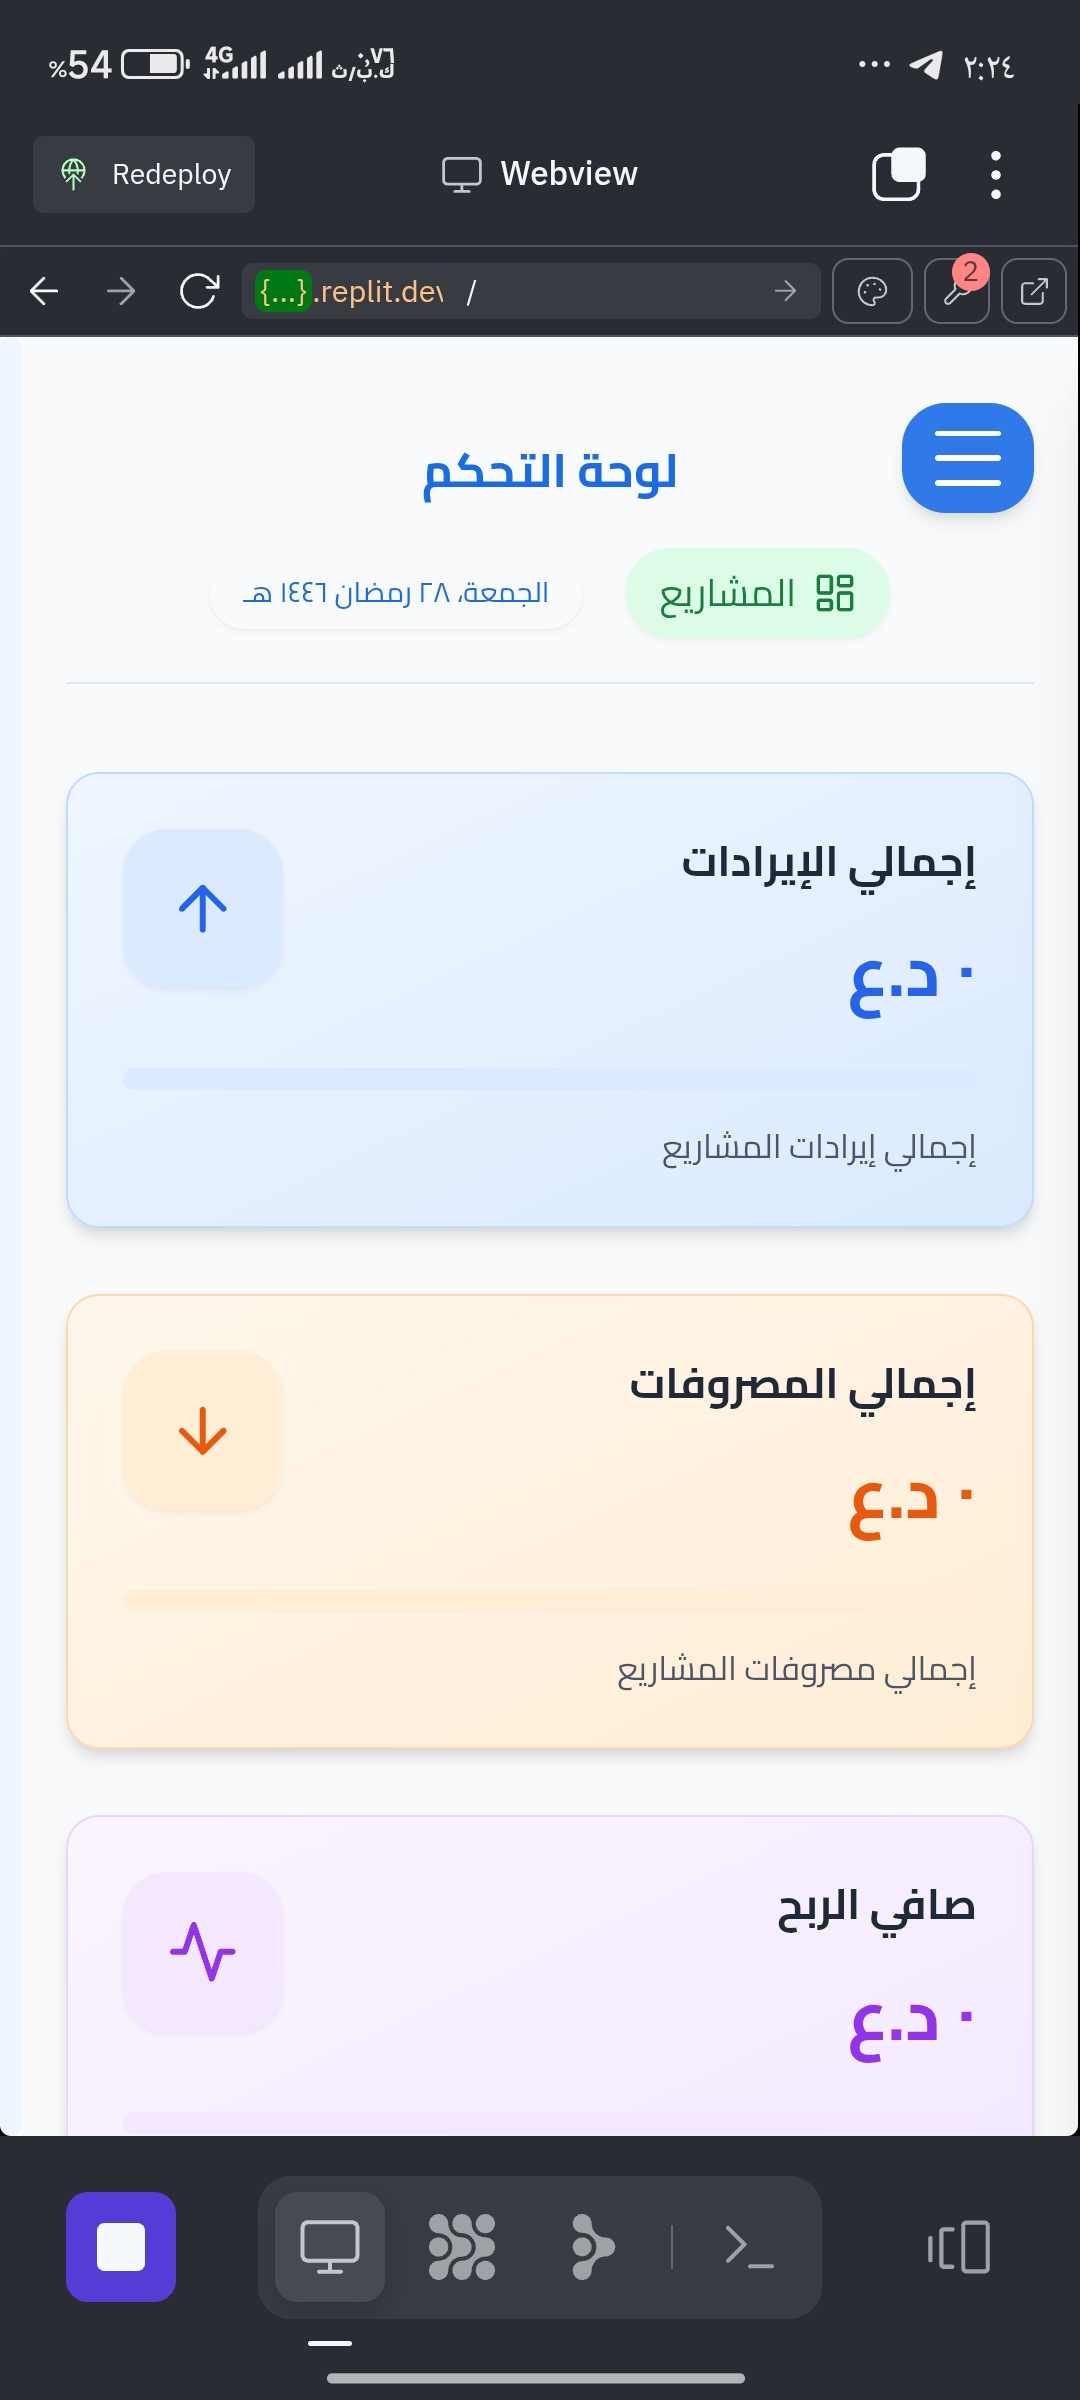 %54 4G ٠,٧٦ ك.ب/ث ٢:٢٤
Redeploy Webview
{...}.replit.dev / 2
لوحة التحكم
المشاريع
الجمعة، ٢٨ رمضان ١٤٤٦ هـ
إجمالي الإيرادات
٠ د.ع
إجمالي إيرادات المشاريع
إجمالي المصروفات
٠ د.ع
إجمالي مصروفات المشاريع
صافي الربح
٠ د.ع